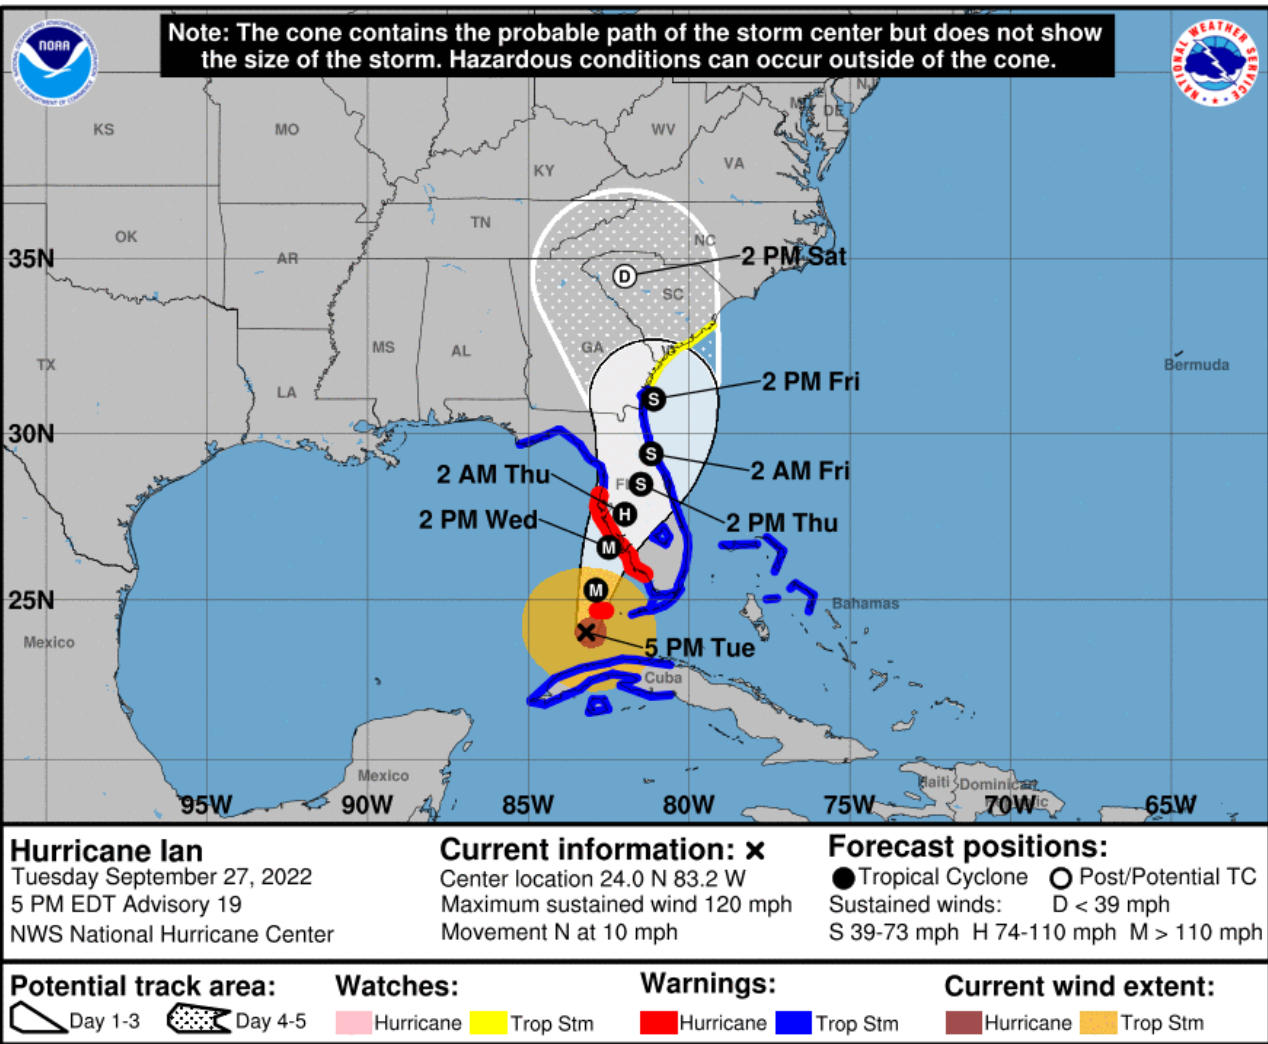 Note: The cone contains the probable path of the storm center but does not show
the size of the storm. Hazardous conditions can occur outside of the cone.
NOAA
NATIONAL WEATHER SERVICE
KS
MO
WV
DE
NJ
KY
VA
TN
NC
OK
AR
35N
2 PM Sat
D
SC
MS
AL
GA
TX
LA
Bermuda
2 PM Fri
S
30N
S
2 AM Fri
2 AM Thu
FL
S
2 PM Wed
H
2 PM Thu
M
M
25N
Bahamas
Mexico
5 PM Tue
Cuba
Mexico
Haiti
Dominican
95W
90W
85W
80W
75W
70W
65W
Hurricane Ian
Tuesday September 27, 2022
5 PM EDT Advisory 19
NWS National Hurricane Center
Current information: ×
Center location 24.0 N 83.2 W
Maximum sustained wind 120 mph
Movement N at 10 mph
Forecast positions:
Tropical Cyclone Post/Potential TC
Sustained winds: D < 39 mph
S 39-73 mph H 74-110 mph M > 110 mph
Potential track area:
Day 1-3 Day 4-5
Watches:
Hurricane Trop Stm
Warnings:
Hurricane Trop Stm
Current wind extent:
Hurricane Trop Stm